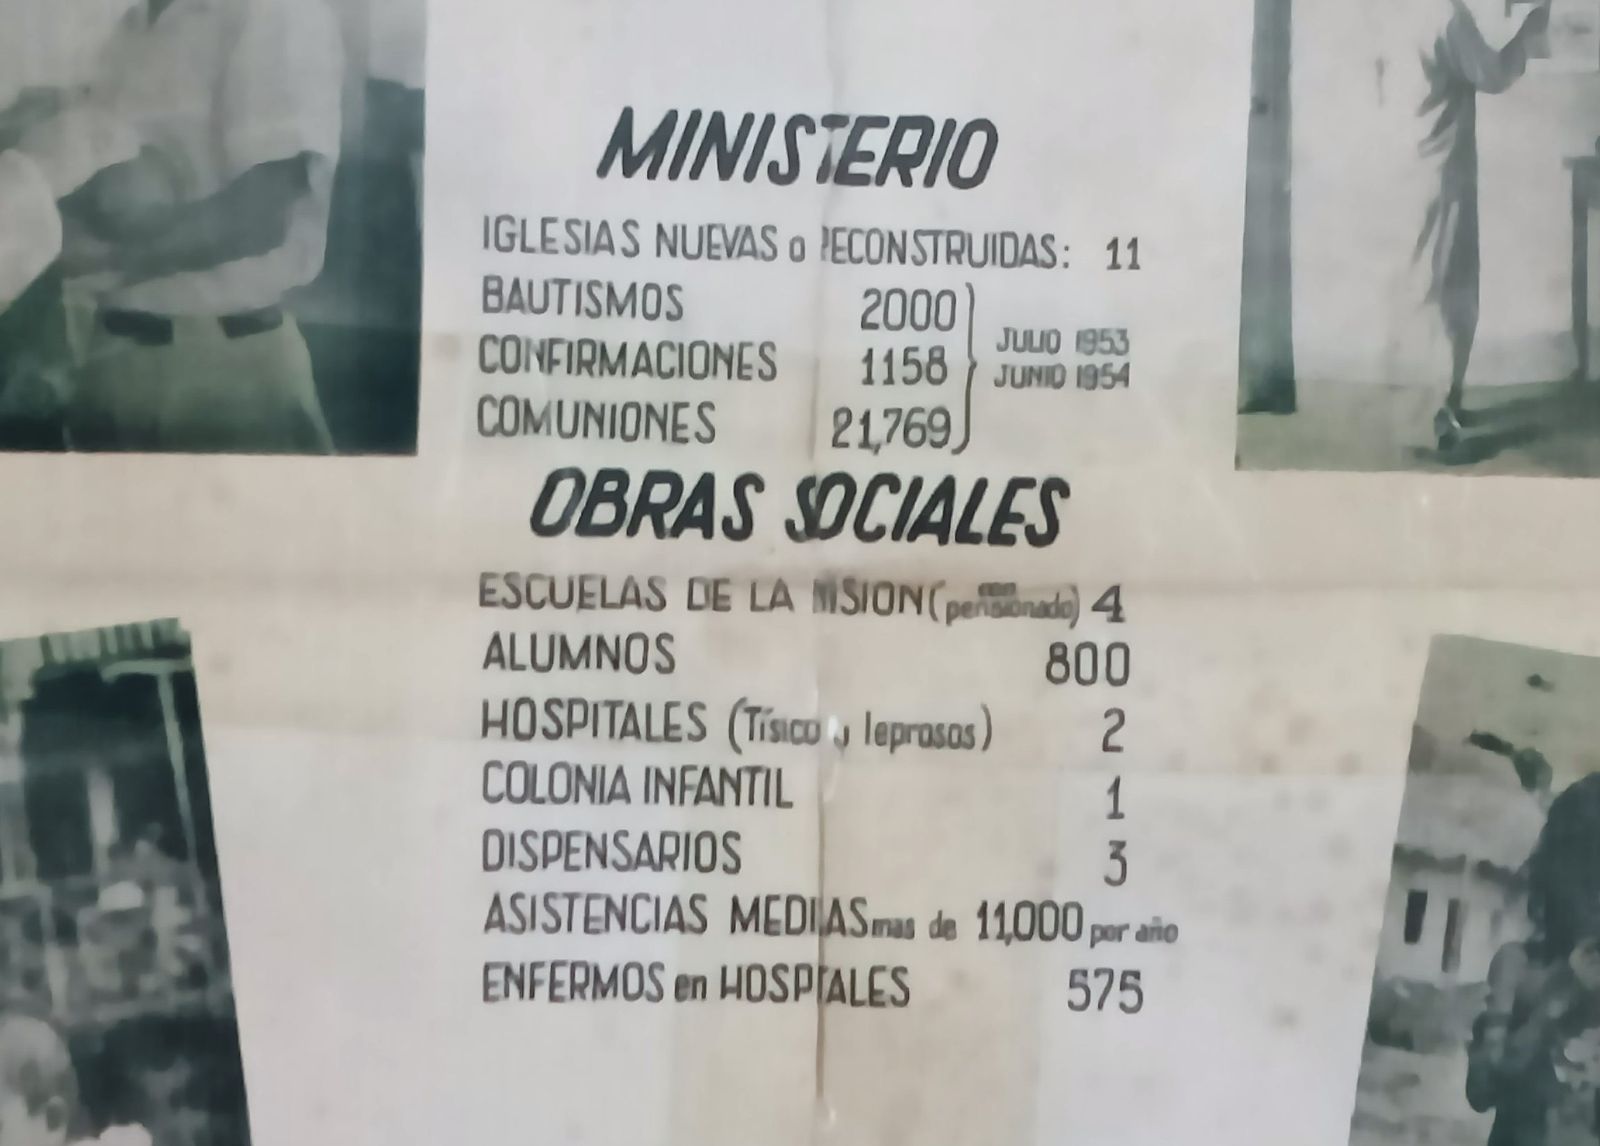 MINISTERIO
IGLESIAS NUEVAS o RECONSTRUIDAS: 11
BAUTISMOS 2000
CONFIRMACIONES 1158
COMUNIONES 21,769
JULIO 1953
JUNIO 1954
OBRAS SOCIALES
ESCUELAS DE LA MISION (con pensionado) 4
ALUMNOS 800
HOSPITALES (Tísico y leprosos) 2
COLONIA INFANTIL 1
DISPENSARIOS 3
ASISTENCIAS MEDIAS mas de 11,000 por año
ENFERMOS en HOSPITALES 575